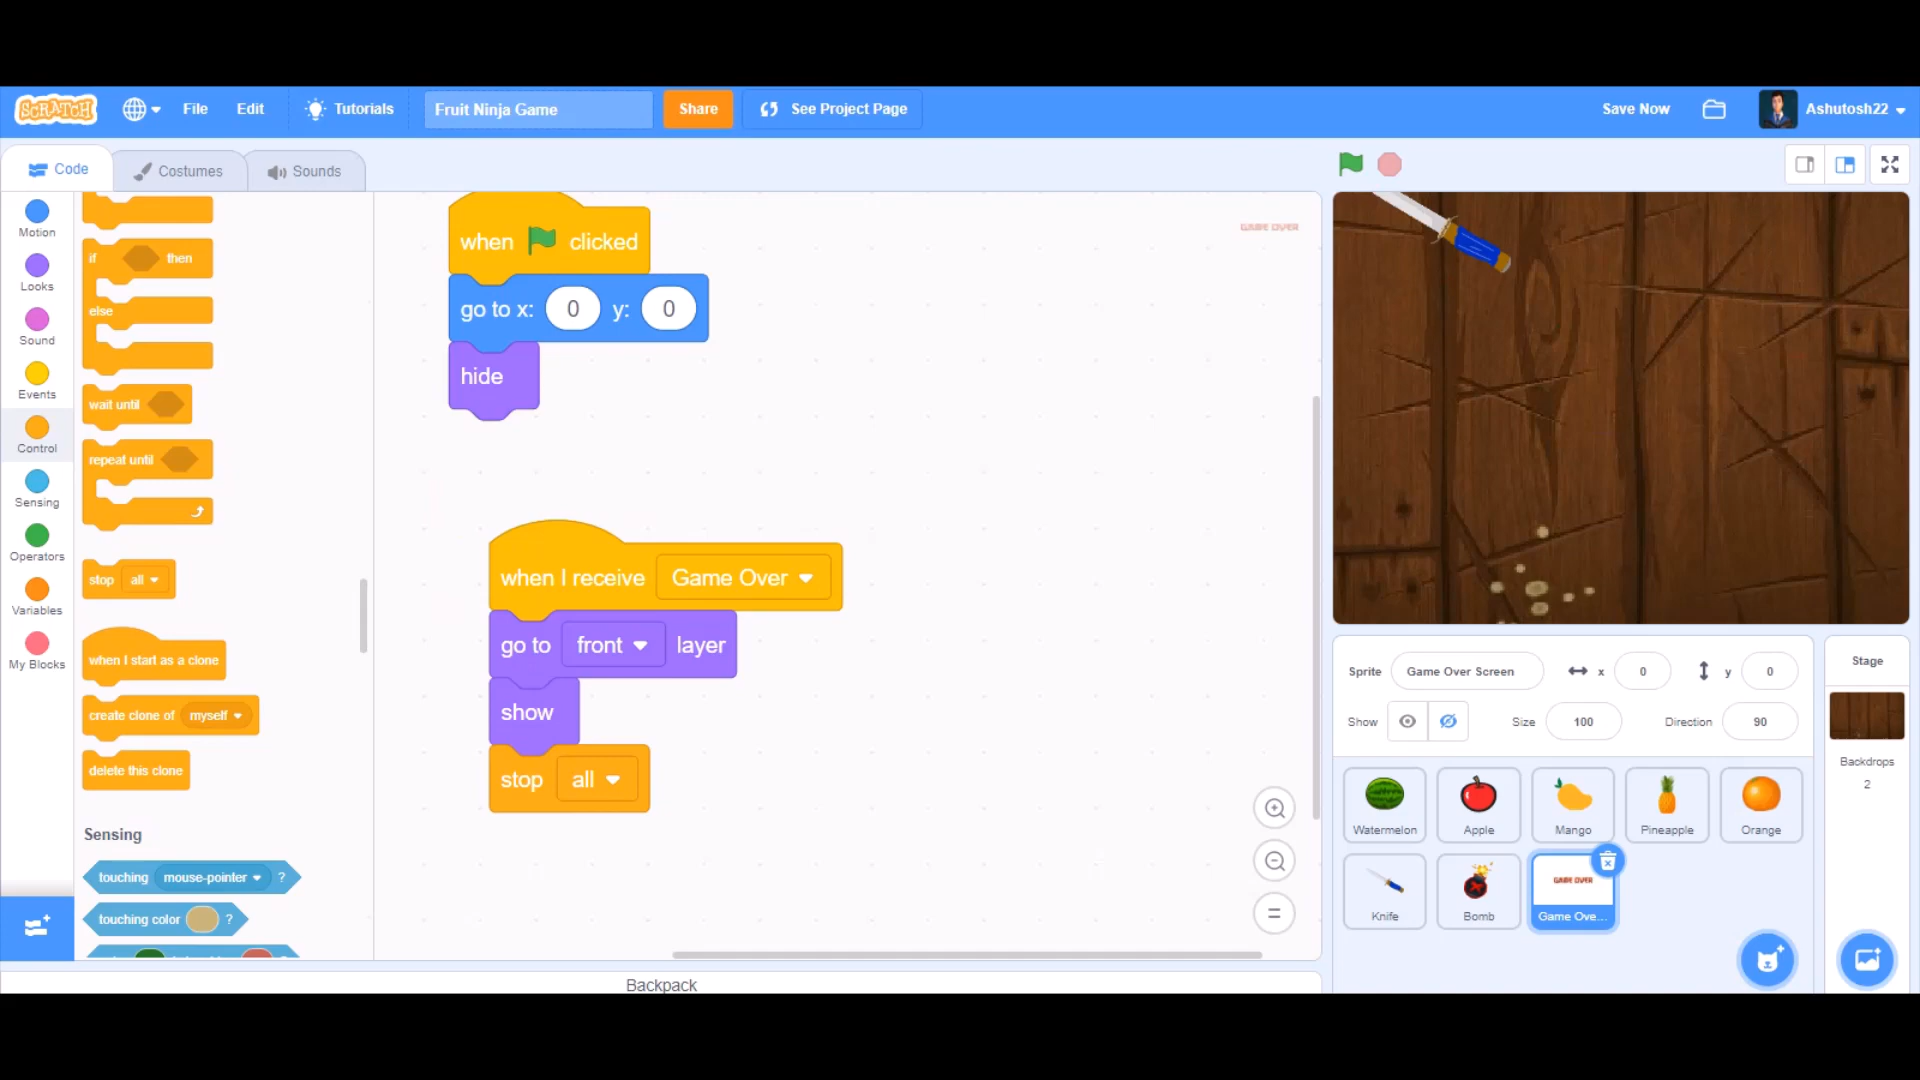 SCRATCH
File
Edit
Tutorials
Fruit Ninja Game
Share
See Project Page
Save Now
Ashutosh22
Code
Costumes
Sounds
Motion
Looks
Sound
Events
Control
Sensing
Operators
Variables
My Blocks
if then
else
wait until
repeat until
stop all
when I start as a clone
create clone of myself
delete this clone
Sensing
touching mouse-pointer ?
touching color ?
when clicked
go to x: 0 y: 0
hide
when I receive Game Over
go to front layer
show
stop all
GAME OVER
Backpack
Sprite Game Over Screen x 0 y 0
Show Size 100 Direction 90
Watermelon
Apple
Mango
Pineapple
Orange
Knife
Bomb
GAME OVER
Game Ove...
Stage
Backdrops
2